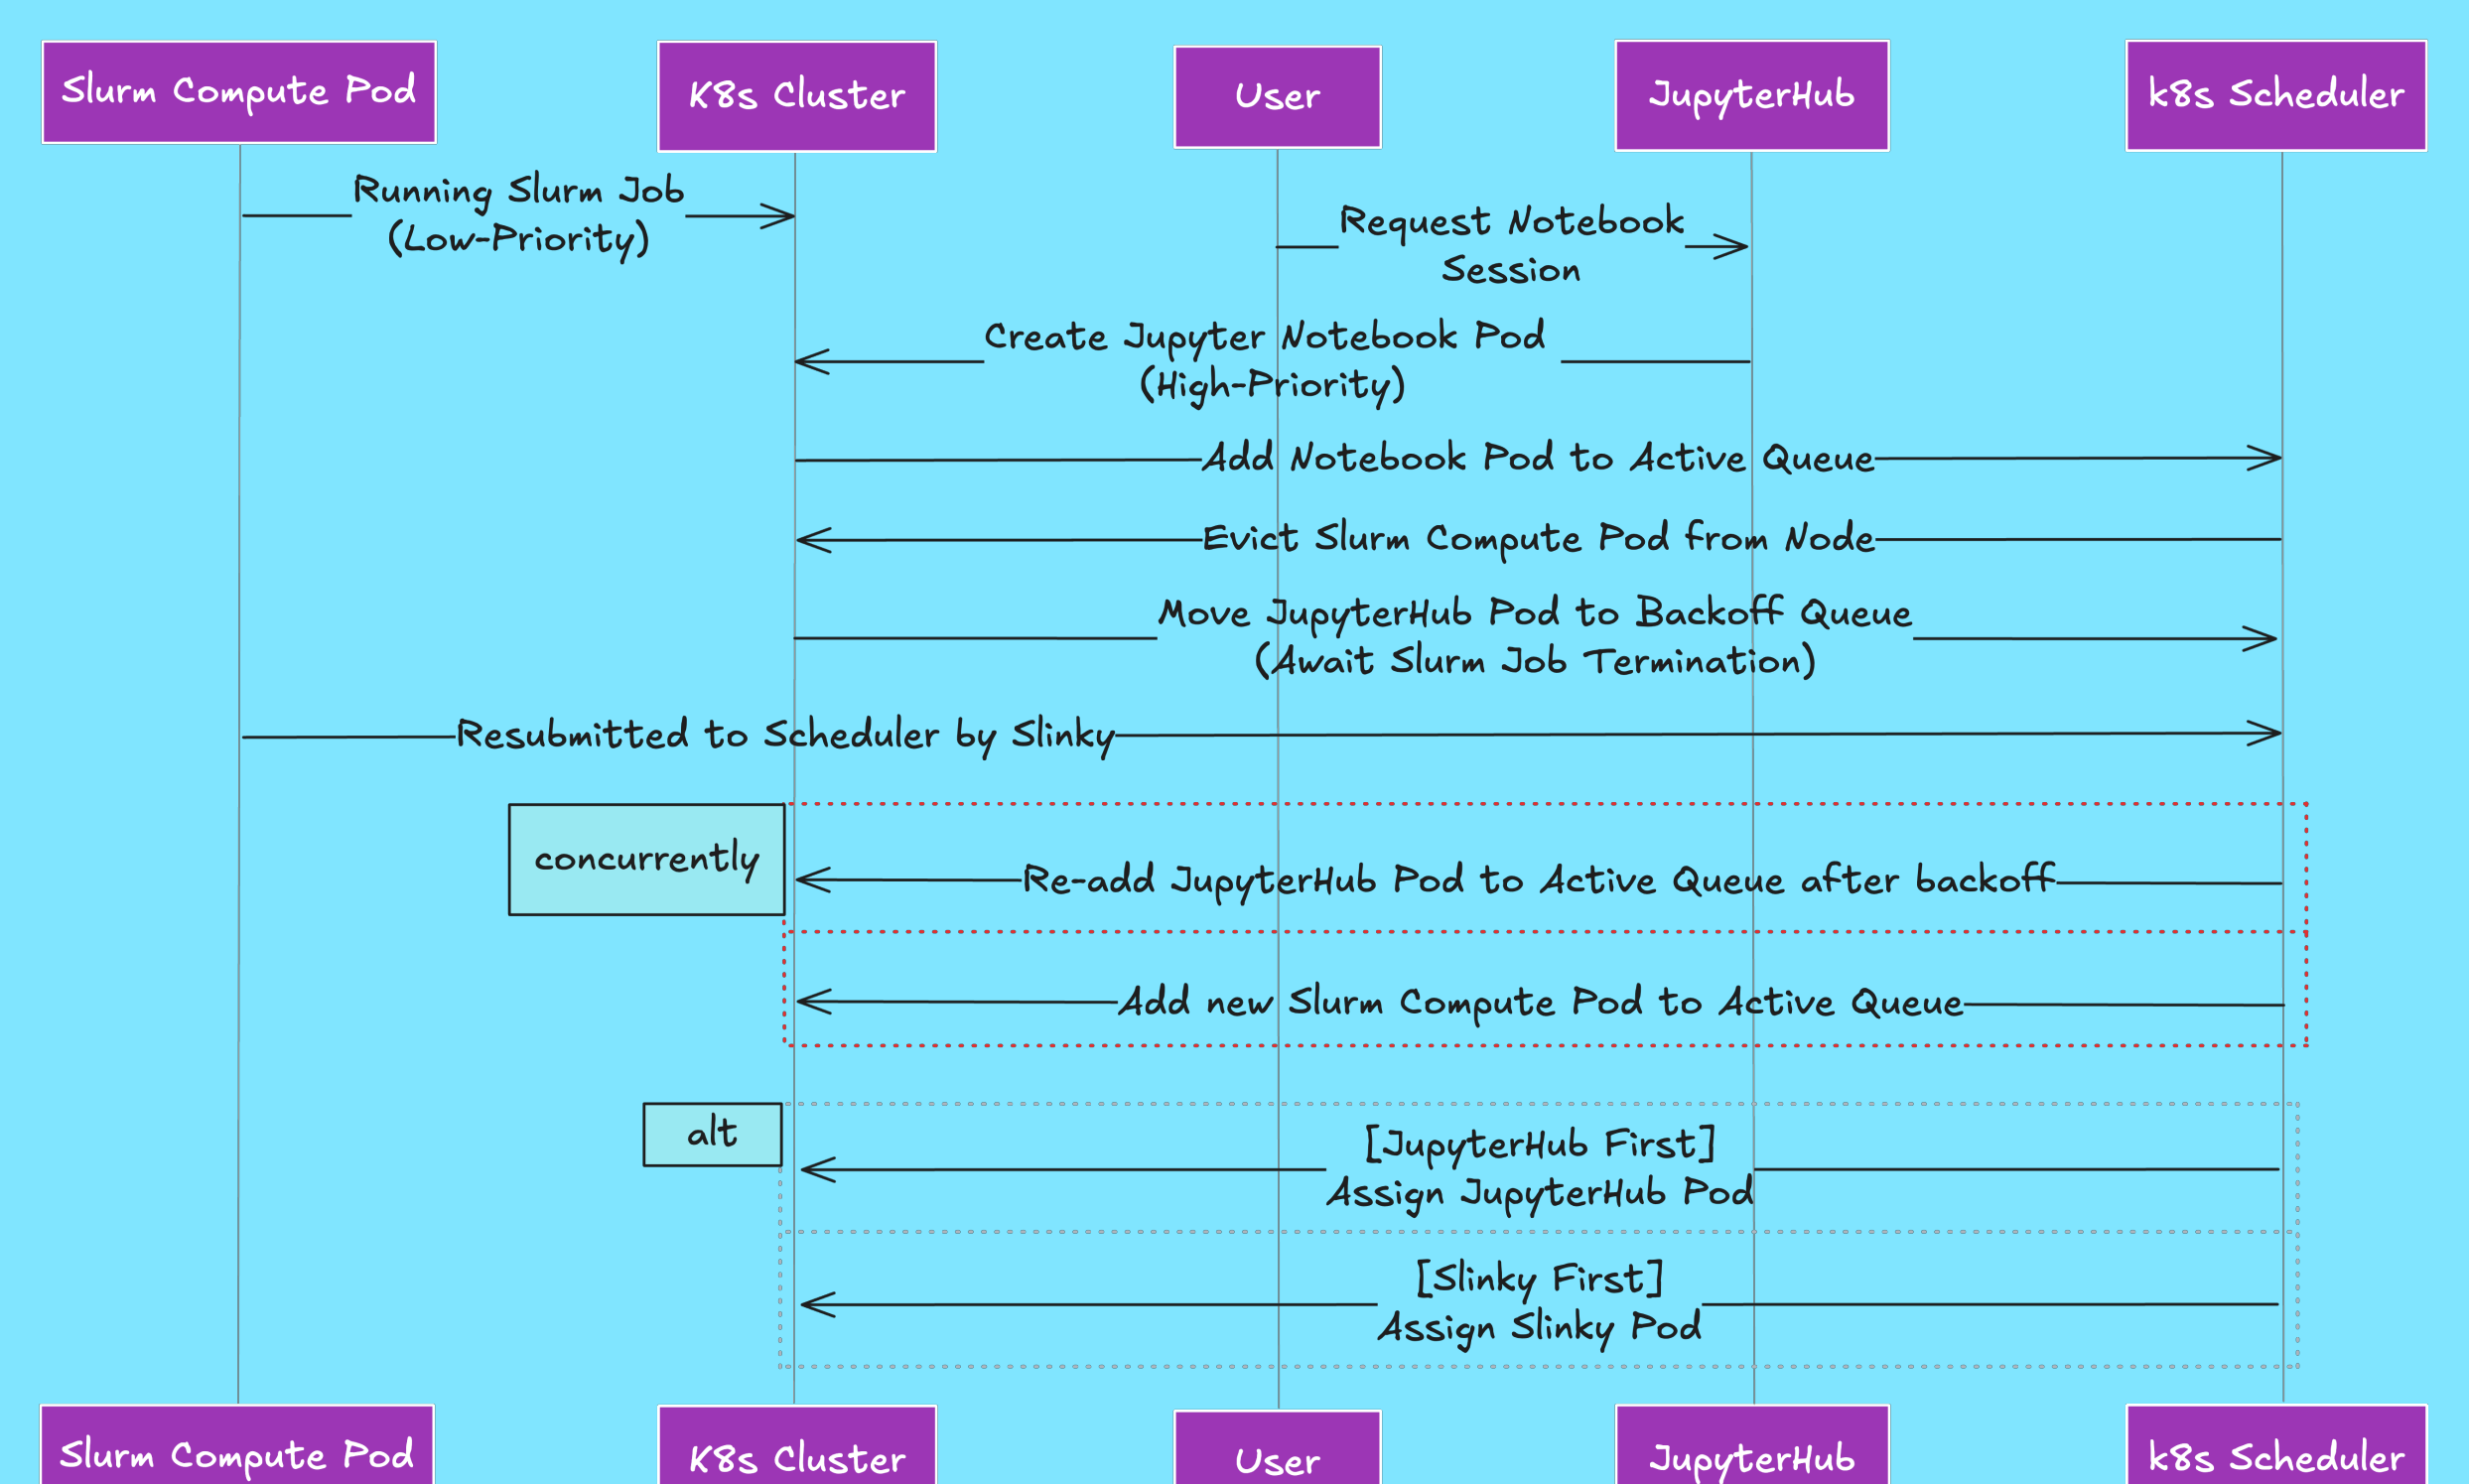 Slurm Compute Pod
K8s Cluster
User
JupyterHub
k8s Scheduler
Running Slurm Job
(Low-Priority)
Request Notebook
Session
Create Jupyter Notebook Pod
(High-Priority)
Add Notebook Pod to Active Queue
Evict Slurm Compute Pod from Node
Move JupyterHub Pod to Backoff Queue
(Await Slurm Job Termination)
Resubmitted to Scheduler by Slinky
concurrently
Re-add JupyterHub Pod to Active Queue after backoff
Add new Slurm Compute Pod to Active Queue
alt
[JupyterHub First]
Assign JupyterHub Pod
[Slinky First]
Assign Slinky Pod
Slurm Compute Pod
K8s Cluster
User
JupyterHub
k8s Scheduler